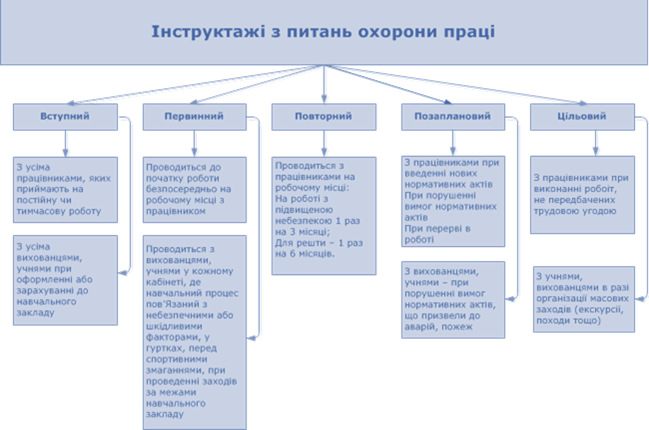 Інструктажі з питань охорони праці
Вступний
Первинний
Повторний
Позаплановий
Цільовий
З усіма
працівниками, яких
приймають на
постійну чи
тимчасову роботу
З усіма
вихованцями,
учнями при
оформленні або
зарахуванні до
навчального
закладу
Проводиться до
початку роботи
безпосередньо на
робочому місці з
працівником
Проводиться з
вихованцями,
учнями у кожному
кабінеті, де
навчальний процес
пов'Язаний з
небезпечними або
шкідливими
факторами, у
гуртках, перед
спортивними
змаганнями, при
проведенні заходів
за межами
навчального
закладу
Проводиться з
працівниками на
робочому місці:
На роботі з
підвищеною
небезпекою 1 раз
на 3 місяці;
Для решти – 1 раз
на 6 місяців.
З працівниками при
введенні нових
нормативних актів
При порушенні
вимог нормативних
актів
При перерві в
роботі
З вихованцями,
учнями – при
порушенні вимог
нормативних актів,
що призвели до
аварій, пожеж
З працівниками при
виконанні робоіт,
не передбачених
трудовою угодою
З учнями,
вихованцями в разі
організації масових
заходів (екскурсії,
походи тощо)